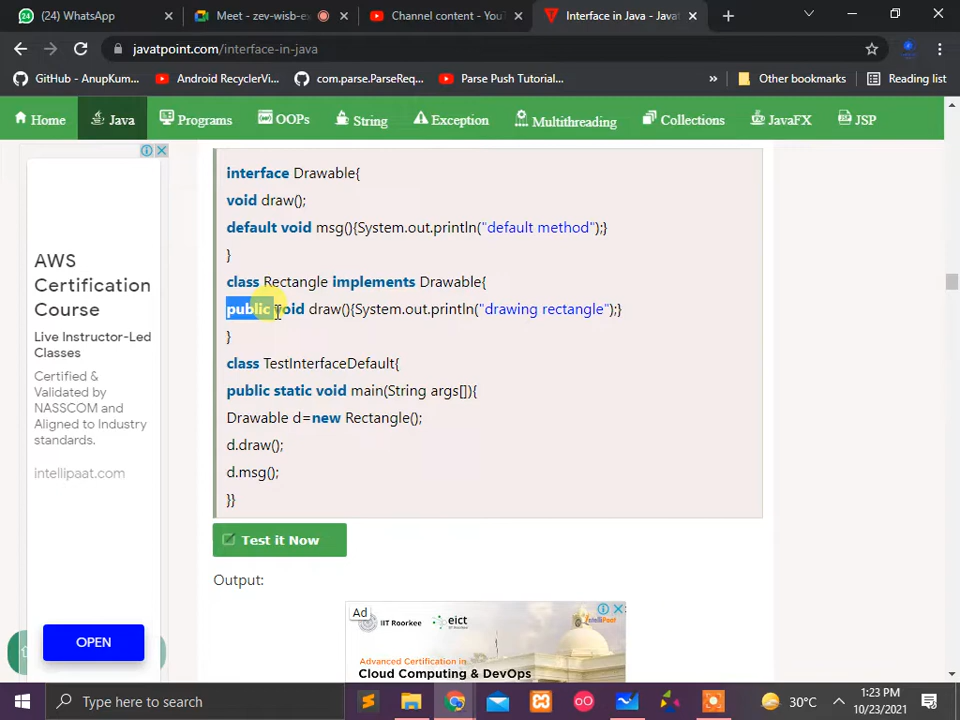 (24) WhatsApp
Meet - zev-wisb-e
Channel content - You
Interface in Java - Javat
javatpoint.com/interface-in-java
GitHub - AnupKum...
Android RecyclerVi...
com.parse.ParseReq...
Parse Push Tutorial...
»
Other bookmarks
Reading list
Home
Java
Programs
OOPs
String
Exception
Multithreading
Collections
JavaFX
JSP
AWS
Certification
Course
Live Instructor-Led
Classes
Certified &
Validated by
NASSCOM and
Aligned to Industry
standards.
intellipaat.com
OPEN
interface Drawable{
void draw();
default void msg(){System.out.println("default method");}
}
class Rectangle implements Drawable{
public void draw(){System.out.println("drawing rectangle");}
}
class TestInterfaceDefault{
public static void main(String args[]){
Drawable d=new Rectangle();
d.draw();
d.msg();
}}
Test it Now
Output:
Ad
IIT Roorkee
eict
IIT Roorkee
Advanced Certification in
Cloud Computing & DevOps
Type here to search
30°C
1:23 PM
10/23/2021